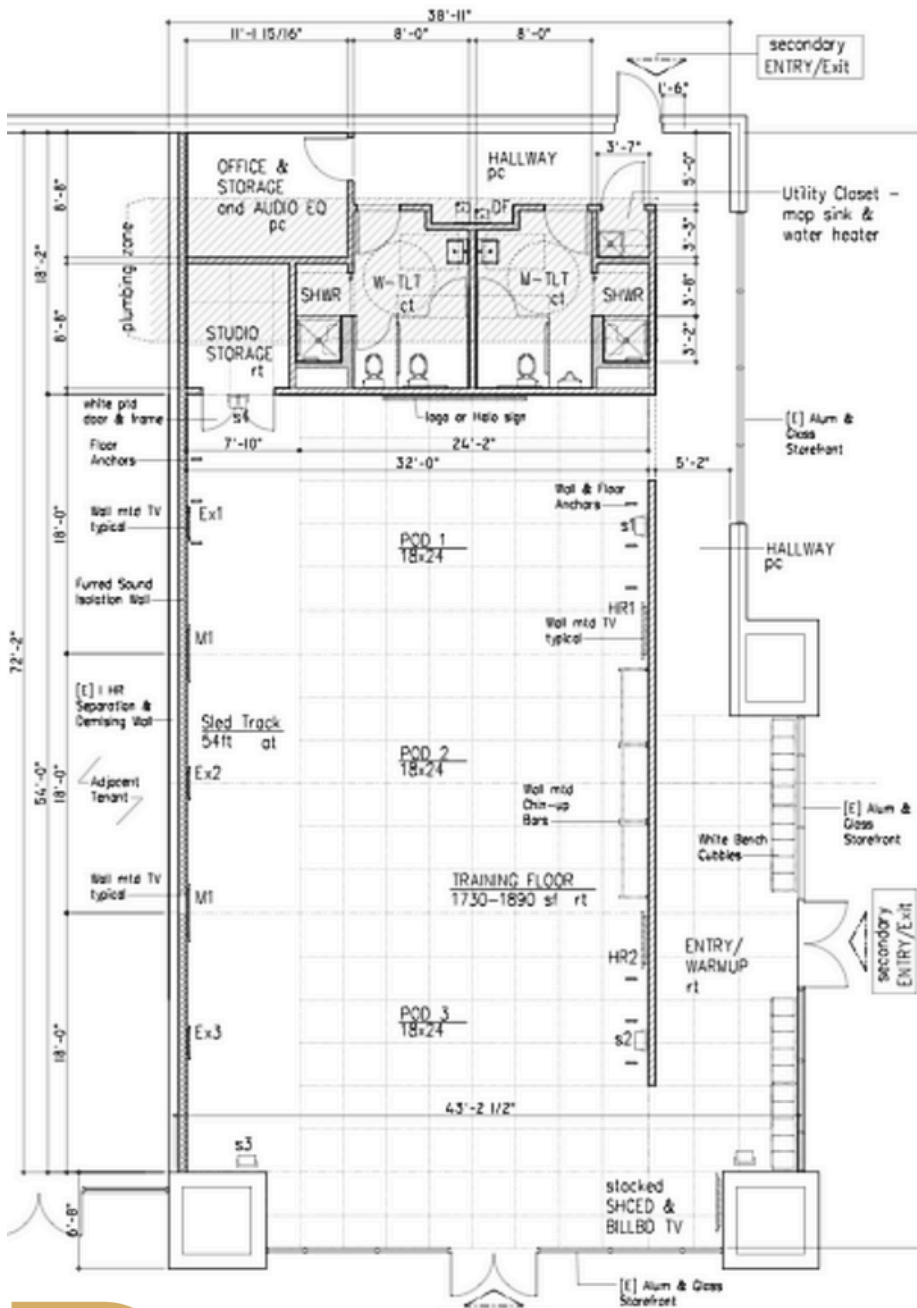 38'-11"
11'-1 15/16"
8'-0"
8'-0"
secondary
ENTRY/Exit
1'-6"
3'-7"
5'-0"
OFFICE &
STORAGE
and AUDIO EQ
pc
HALLWAY
pc
DF
Utility Closet -
mop sink &
water heater
8'-8"
18'-2"
plumbing zone
3'-3"
SHWR
W-TLT
ct
M-TLT
ct
SHWR
3'-8"
8'-8"
STUDIO
STORAGE
rt
3'-2"
white ptd
door & frame
s4
logo or Halo sign
[E] Alum &
Glass
Storefront
Floor
Anchors
7'-10"
24'-2"
32'-0"
5'-2"
Wall mtd TV
typical
Ex1
Wall & Floor
Anchors
s1
18'-0"
POD 1
18x24
HALLWAY
pc
Furred Sound
Isolation Wall
HR1
M1
Wall mtd TV
typical
72'-2"
[E] 1 HR
Separation &
Demising Wall
Sled Track
54ft at
POD 2
18x24
54'-0"
18'-0"
Adjacent
Tenant
Ex2
Wall mtd
Chin-up
Bars
[E] Alum &
Glass
Storefront
White Bench
Cubbies
Wall mtd TV
typical
M1
TRAINING FLOOR
1730-1890 sf rt
HR2
ENTRY/
WARMUP
rt
secondary
ENTRY/Exit
18'-0"
Ex3
POD 3
18x24
s2
43'-2 1/2"
s3
6'-8"
stacked
SHCED &
BILLBO TV
[E] Alum & Glass
Storefront